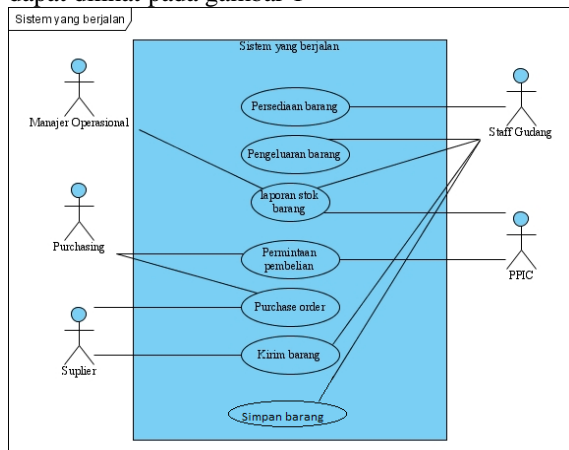 dapat dilihat pada gambar 1
Sistem yang berjalan
Sistem yang berjalan
Manajer Operasional
Persediaan barang
Staff Gudang
Pengeluaran barang
laporan stok
barang
Purchasing
Permintaan
pembelian
PPIC
Purchase order
Suplier
Kirim barang
Simpan barang